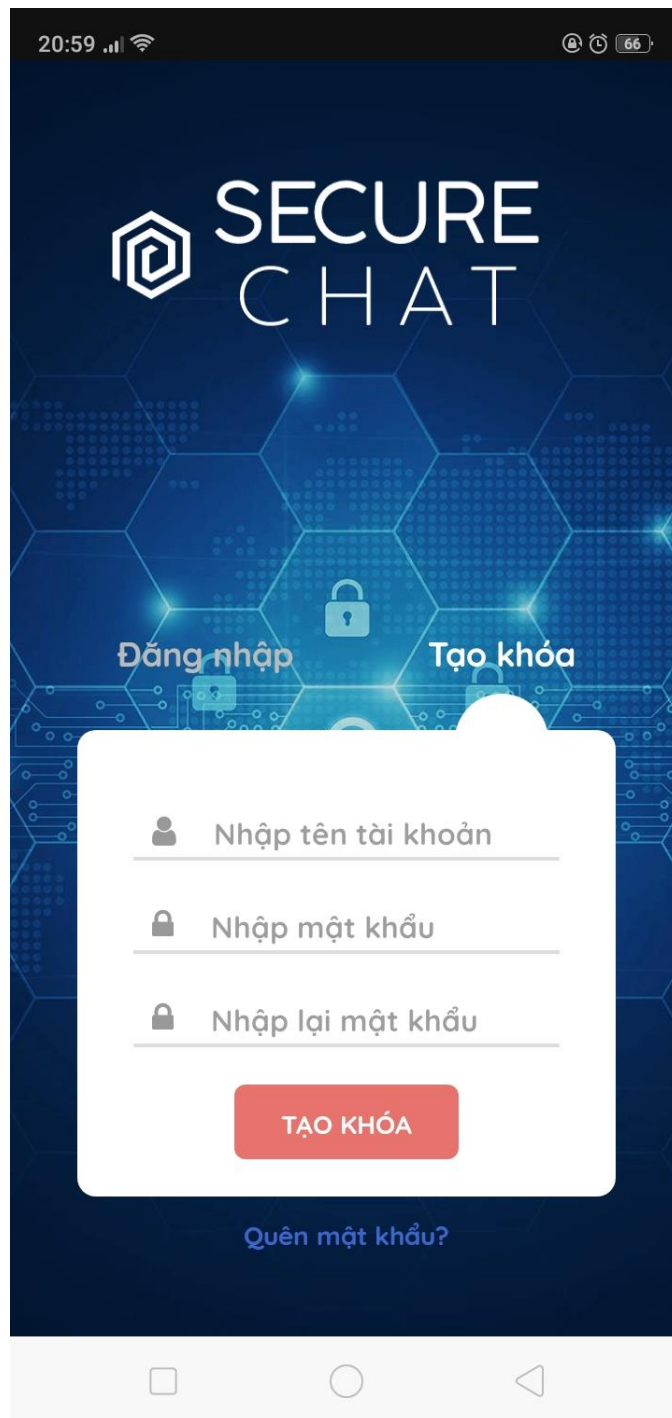 20:59
66
SECURE
CHAT
Đăng nhập
Tạo khóa
Nhập tên tài khoản
Nhập mật khẩu
Nhập lại mật khẩu
TẠO KHÓA
Quên mật khẩu?